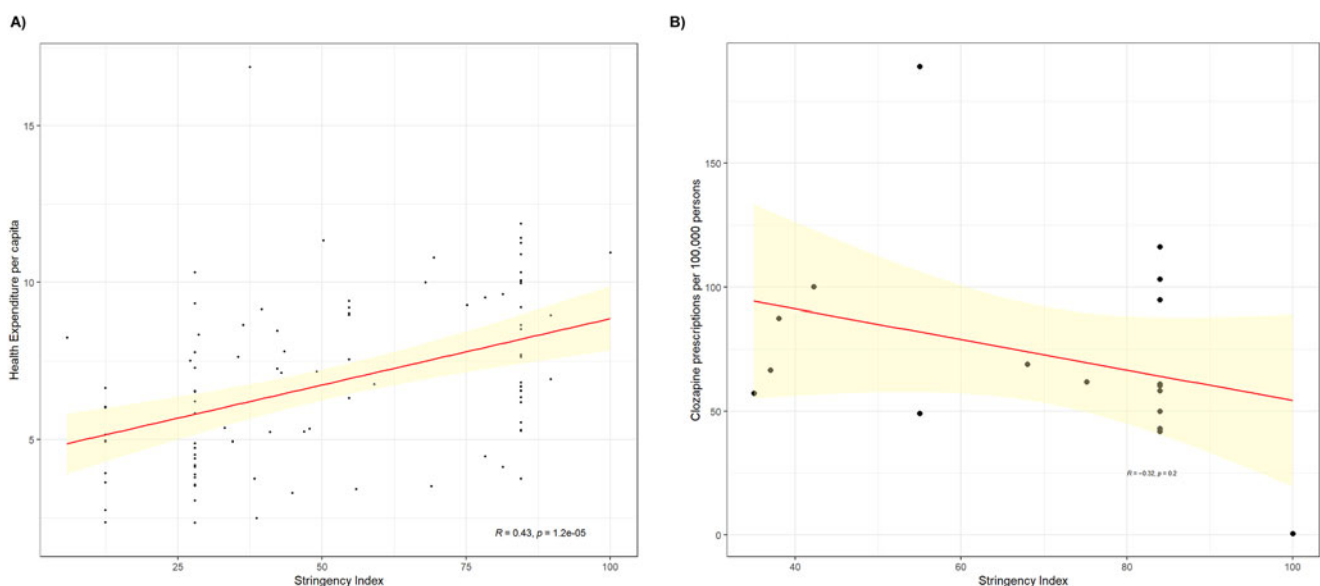 A)
Health Expenditure per capita
15
10
5
R = 0.43, p = 1.2e-05
25
50
75
100
Stringency Index
B)
Clozapine prescriptions per 100,000 persons
150
100
50
0
R = -0.32, p = 0.2
40
60
80
100
Stringency Index